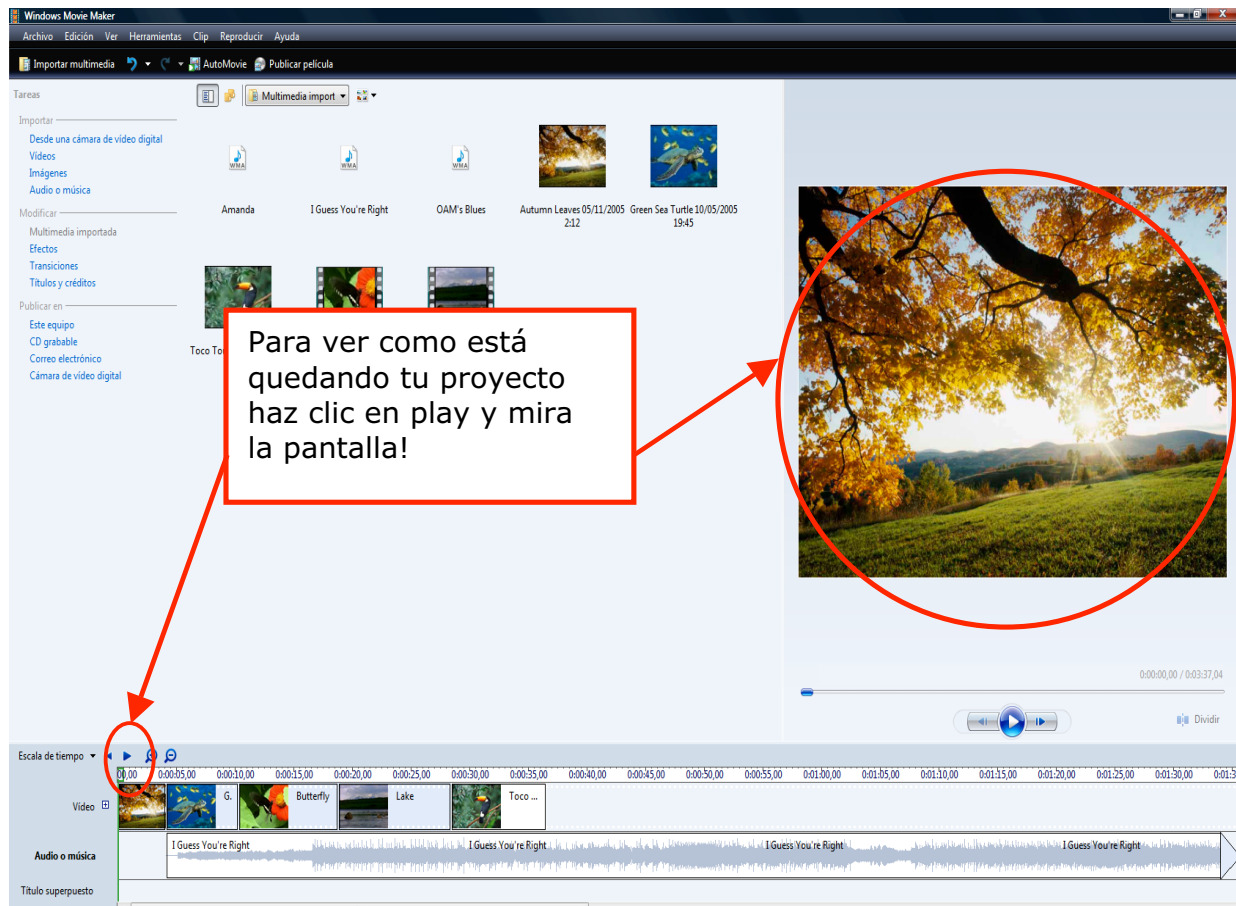 Windows Movie Maker
Archivo Edición Ver Herramientas Clip Reproducir Ayuda
Importar multimedia AutoMovie Publicar película
Tareas
Multimedia import
Importar
Desde una cámara de vídeo digital
Vídeos
Imágenes
Audio o música
Modificar
Multimedia importada
Efectos
Transiciones
Títulos y créditos
Publicar en
Este equipo
CD grabable
Correo electrónico
Cámara de vídeo digital
WMA WMA WMA
Amanda I Guess You're Right OAM's Blues Autumn Leaves 05/11/2005 Green Sea Turtle 10/05/2005
2:12 19:45
Toco
Para ver como está
quedando tu proyecto
haz clic en play y mira
la pantalla!
0:00:00,00 / 0:03:37,04
Dividir
Escala de tiempo
00,00 0:00:05,00 0:00:10,00 0:00:15,00 0:00:20,00 0:00:25,00 0:00:30,00 0:00:35,00 0:00:40,00 0:00:45,00 0:00:50,00 0:00:55,00 0:01:00,00 0:01:05,00 0:01:10,00 0:01:15,00 0:01:20,00 0:01:25,00 0:01:30,00 0:01:3
Vídeo G. Butterfly Lake Toco ...
Audio o música I Guess You're Right I Guess You're Right I Guess You're Right I Guess You're Right
Título superpuesto